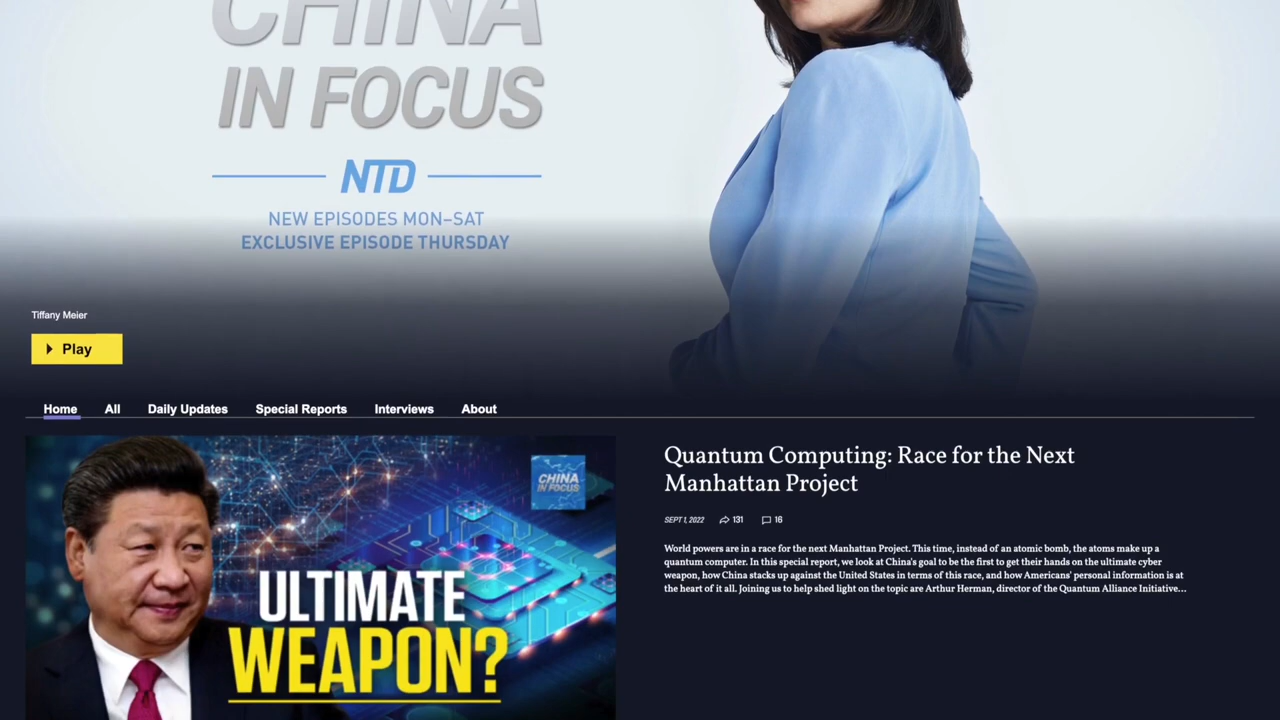 CHINA
IN FOCUS
NTD
NEW EPISODES MON–SAT
EXCLUSIVE EPISODE THURSDAY
Tiffany Meier
Play
Home All Daily Updates Special Reports Interviews About
CHINA
IN FOCUS
ULTIMATE
WEAPON?
Quantum Computing: Race for the Next
Manhattan Project
SEPT 1, 2022 131 16
World powers are in a race for the next Manhattan Project. This time, instead of an atomic bomb, the atoms make up a
quantum computer. In this special report, we look at China's goal to be the first to get their hands on the ultimate cyber
weapon, how China stacks up against the United States in terms of this race, and how Americans' personal information is at
the heart of it all. Joining us to help shed light on the topic are Arthur Herman, director of the Quantum Alliance Initiative…